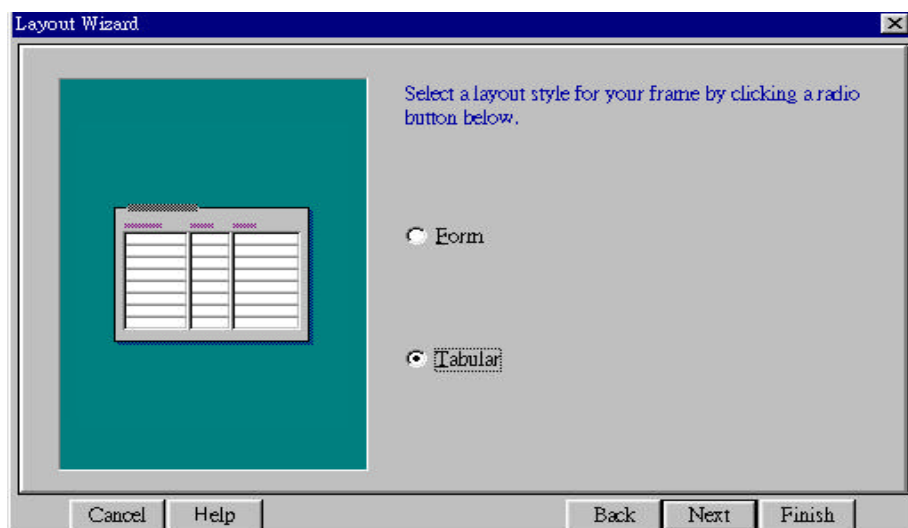 Layout Wizard
Select a layout style for your frame by clicking a radio
button below.
Form
Tabular
Cancel Help Back Next Finish